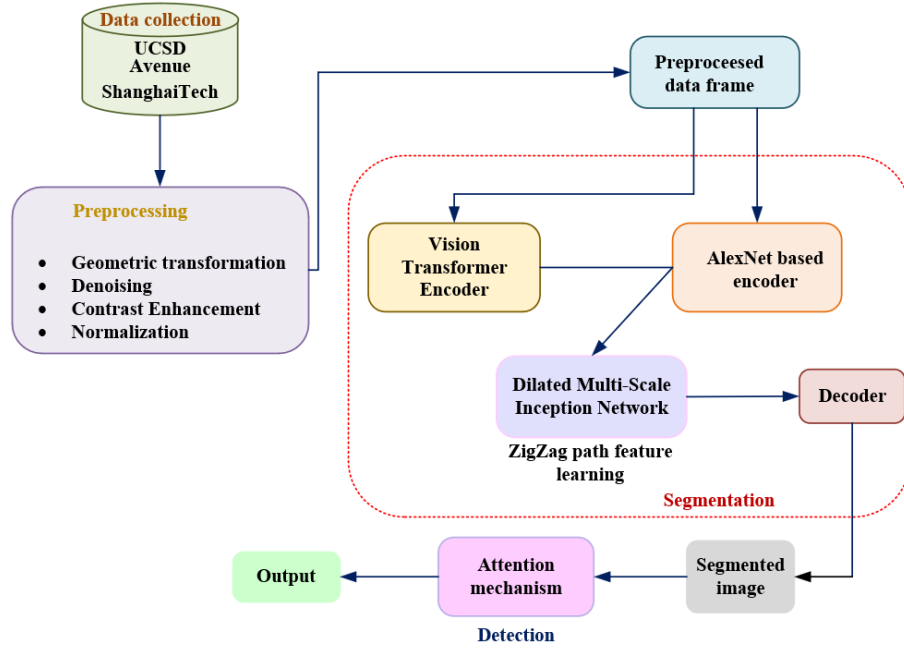 Data collection
UCSD
Avenue
ShanghaiTech
Preproceesed
data frame
Preprocessing
• Geometric transformation
• Denoising
• Contrast Enhancement
• Normalization
Vision
Transformer
Encoder
AlexNet based
encoder
Dilated Multi-Scale
Inception Network
Decoder
ZigZag path feature
learning
Segmentation
Output
Attention
mechanism
Segmented
image
Detection